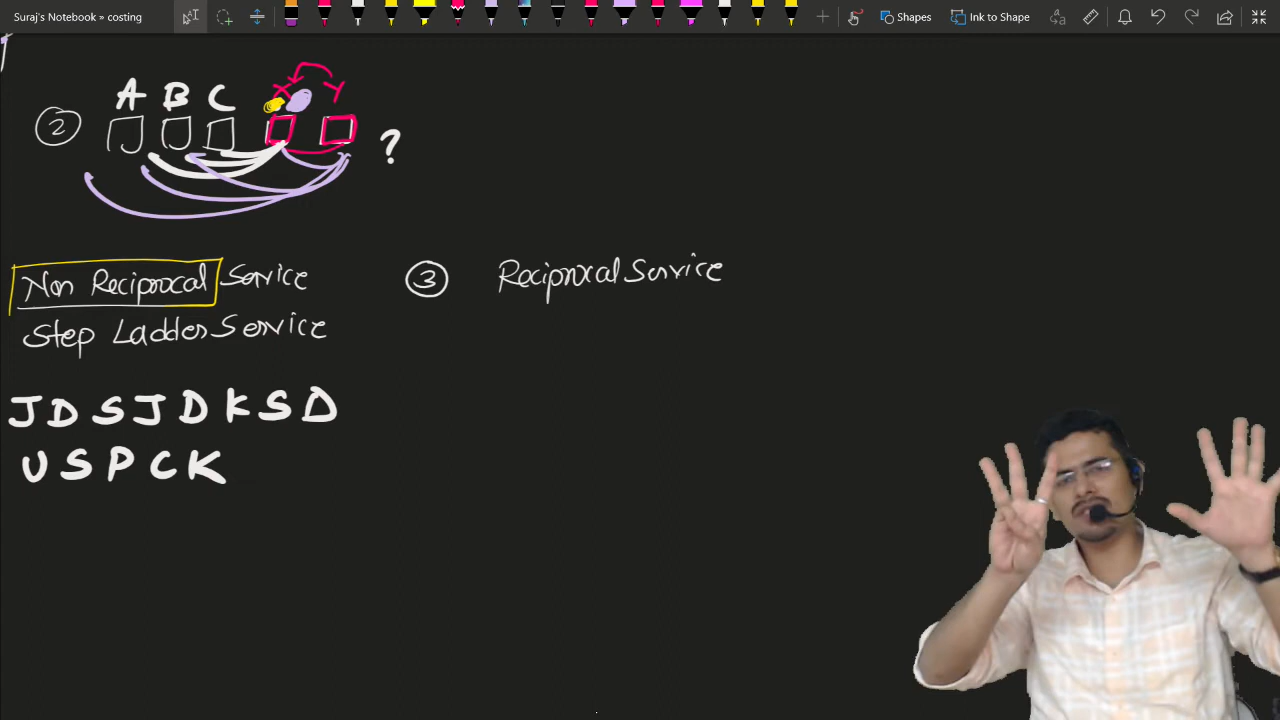 Suraj's Notebook » costing
Shapes
Ink to Shape
A B C X Y
② ?
Non Reciprocal Service
Step Ladder Service
③ Reciprocal Service
J D S J D K S D
U S P C K